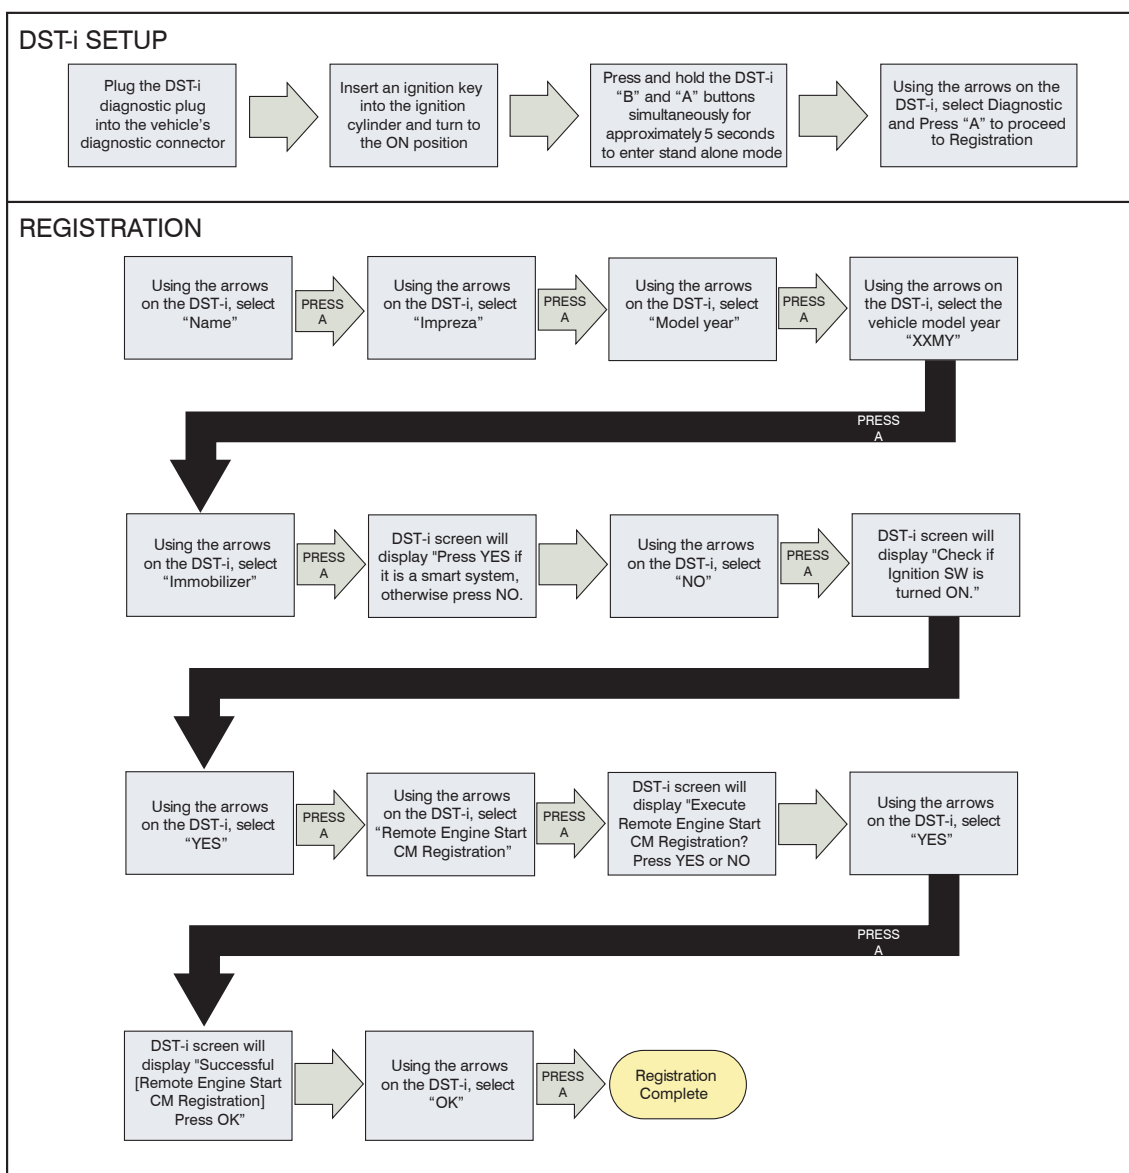 DST-i SETUP
Plug the DST-i
diagnostic plug
into the vehicle's
diagnostic connector
Insert an ignition key
into the ignition
cylinder and turn to
the ON position
Press and hold the DST-i
“B” and “A” buttons
simultaneously for
approximately 5 seconds
to enter stand alone mode
Using the arrows on the
DST-i, select Diagnostic
and Press “A” to proceed
to Registration
REGISTRATION
Using the arrows
on the DST-i, select
“Name”
PRESS
A
Using the arrows
on the DST-i, select
“Impreza”
PRESS
A
Using the arrows
on the DST-i, select
“Model year”
PRESS
A
Using the arrows on
the DST-i, select the
vehicle model year
“XXMY”
PRESS
A
Using the arrows
on the DST-i, select
“Immobilizer”
PRESS
A
DST-i screen will
display "Press YES if
it is a smart system,
otherwise press NO.
Using the arrows
on the DST-i, select
“NO”
PRESS
A
DST-i screen will
display "Check if
Ignition SW is
turned ON.”
Using the arrows
on the DST-i, select
“YES”
PRESS
A
Using the arrows
on the DST-i, select
“Remote Engine Start
CM Registration”
PRESS
A
DST-i screen will
display "Execute
Remote Engine Start
CM Registration?
Press YES or NO
Using the arrows
on the DST-i, select
“YES”
PRESS
A
DST-i screen will
display "Successful
[Remote Engine Start
CM Registration]
Press OK”
Using the arrows
on the DST-i, select
“OK”
PRESS
A
Registration
Complete